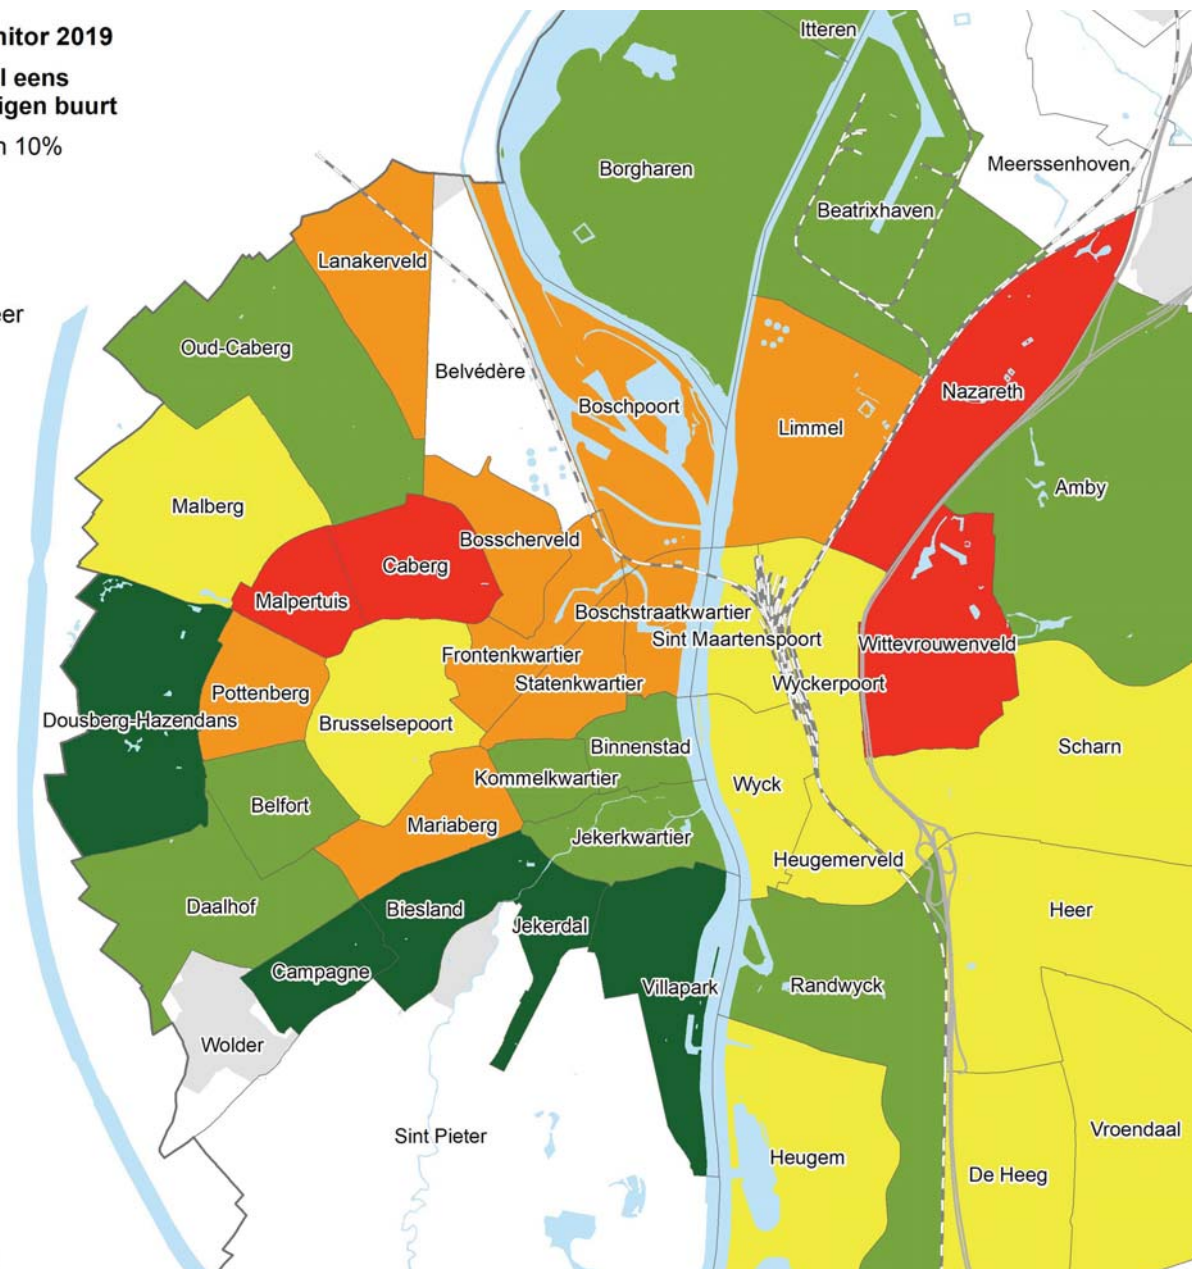 nitor 2019
l eens
igen buurt
n 10%
eer
Itteren
Borgharen
Meerssenhoven
Beatrixhaven
Lanakerveld
Oud-Caberg
Belvédère
Nazareth
Boschpoort
Limmel
Amby
Malberg
Bosscherveld
Caberg
Malpertuis
Boschstraatkwartier
Sint Maartenspoort
Wittevrouwenveld
Frontenkwartier
Statenkwartier
Wyckerpoort
Pottenberg
Dousberg-Hazendans
Brusselsepoort
Binnenstad
Scharn
Kommelkwartier
Wyck
Belfort
Mariaberg
Jekerkwartier
Heugemerveld
Daalhof
Biesland
Heer
Jekerdal
Campagne
Villapark
Randwyck
Wolder
Sint Pieter
Vroendaal
Heugem
De Heeg